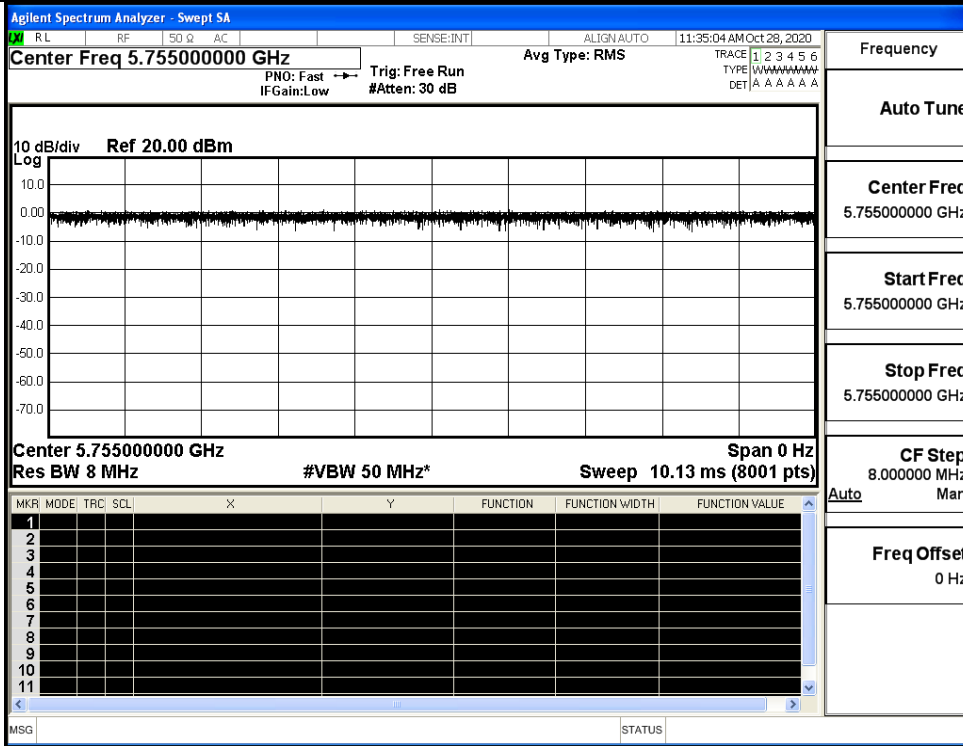 Agilent Spectrum Analyzer - Swept SA
LXI RL RF 50 Ω AC SENSE:INT ALIGN AUTO 11:35:04 AM Oct 28, 2020
Center Freq 5.755000000 GHz Avg Type: RMS TRACE 1 2 3 4 5 6
PNO: Fast Trig: Free Run TYPE WWWWWW
IFGain:Low #Atten: 30 dB DET A A A A A A
10 dB/div Ref 20.00 dBm
Log
10.0
0.00
-10.0
-20.0
-30.0
-40.0
-50.0
-60.0
-70.0
Center 5.755000000 GHz Span 0 Hz
Res BW 8 MHz #VBW 50 MHz* Sweep 10.13 ms (8001 pts)
MKR MODE TRC SCL X Y FUNCTION FUNCTION WIDTH FUNCTION VALUE
1
2
3
4
5
6
7
8
9
10
11
MSG STATUS
Frequency
Auto Tune
Center Freq
5.755000000 GHz
Start Freq
5.755000000 GHz
Stop Freq
5.755000000 GHz
CF Step
8.000000 MHz
Auto Man
Freq Offset
0 Hz